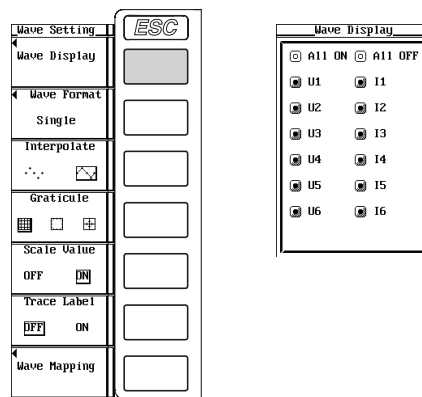 Wave Setting
ESC
Wave Display
Wave Format
Single
Interpolate
Graticule
Scale Value
OFF ON
Trace Label
OFF ON
Wave Mapping
Wave Display
All ON All OFF
U1 I1
U2 I2
U3 I3
U4 I4
U5 I5
U6 I6